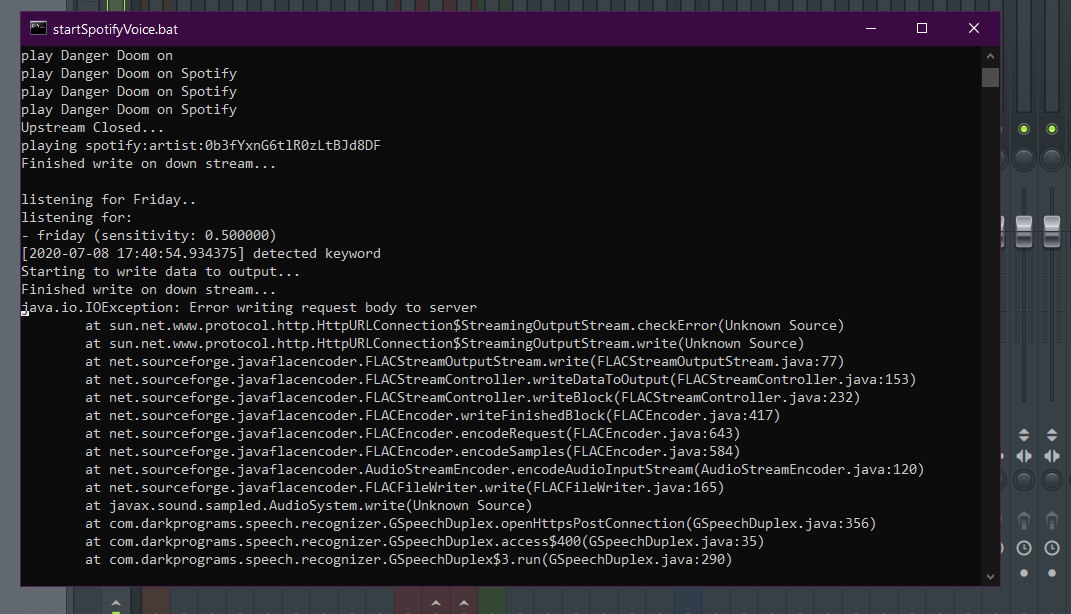 startSpotifyVoice.bat
play Danger Doom on
play Danger Doom on Spotify
play Danger Doom on Spotify
play Danger Doom on Spotify
Upstream Closed...
playing spotify:artist:0b3fYxnG6tlR0zLtBJd8DF
Finished write on down stream...
listening for Friday..
listening for:
- friday (sensitivity: 0.500000)
[2020-07-08 17:40:54.934375] detected keyword
Starting to write data to output...
Finished write on down stream...
java.io.IOException: Error writing request body to server
at sun.net.www.protocol.http.HttpURLConnection$StreamingOutputStream.checkError(Unknown Source)
at sun.net.www.protocol.http.HttpURLConnection$StreamingOutputStream.write(Unknown Source)
at net.sourceforge.javaflacencoder.FLACStreamOutputStream.write(FLACStreamOutputStream.java:77)
at net.sourceforge.javaflacencoder.FLACStreamController.writeDataToOutput(FLACStreamController.java:153)
at net.sourceforge.javaflacencoder.FLACStreamController.writeBlock(FLACStreamController.java:232)
at net.sourceforge.javaflacencoder.FLACEncoder.writeFinishedBlock(FLACEncoder.java:417)
at net.sourceforge.javaflacencoder.FLACEncoder.encodeRequest(FLACEncoder.java:643)
at net.sourceforge.javaflacencoder.FLACEncoder.encodeSamples(FLACEncoder.java:584)
at net.sourceforge.javaflacencoder.AudioStreamEncoder.encodeAudioInputStream(AudioStreamEncoder.java:120)
at net.sourceforge.javaflacencoder.FLACFileWriter.write(FLACFileWriter.java:165)
at javax.sound.sampled.AudioSystem.write(Unknown Source)
at com.darkprograms.speech.recognizer.GSpeechDuplex.openHttpsPostConnection(GSpeechDuplex.java:356)
at com.darkprograms.speech.recognizer.GSpeechDuplex.access$400(GSpeechDuplex.java:35)
at com.darkprograms.speech.recognizer.GSpeechDuplex$3.run(GSpeechDuplex.java:290)